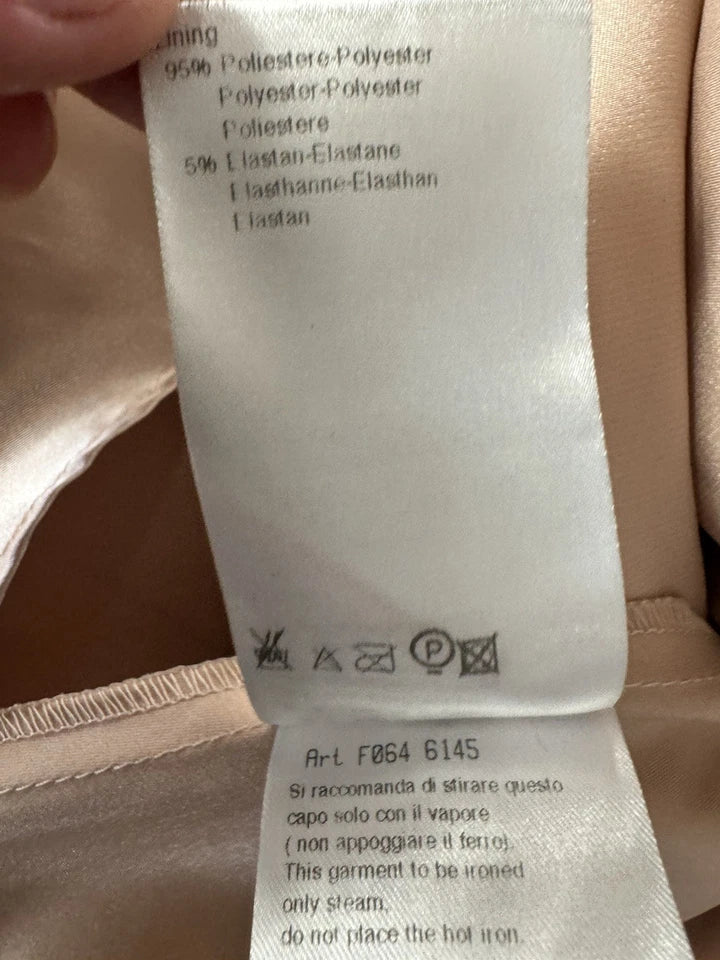 ining
95% Poliestere-Polyester
Polyester-Polyester
Poliestere
5% Elastan-Elastane
Elasthanne-Elasthan
Elastan
P
Art F064 6145
Si raccomanda di stirare questo
capo solo con il vapore
( non appoggiare il ferro).
This garment to be ironed
only steam.
do not place the hot iron.